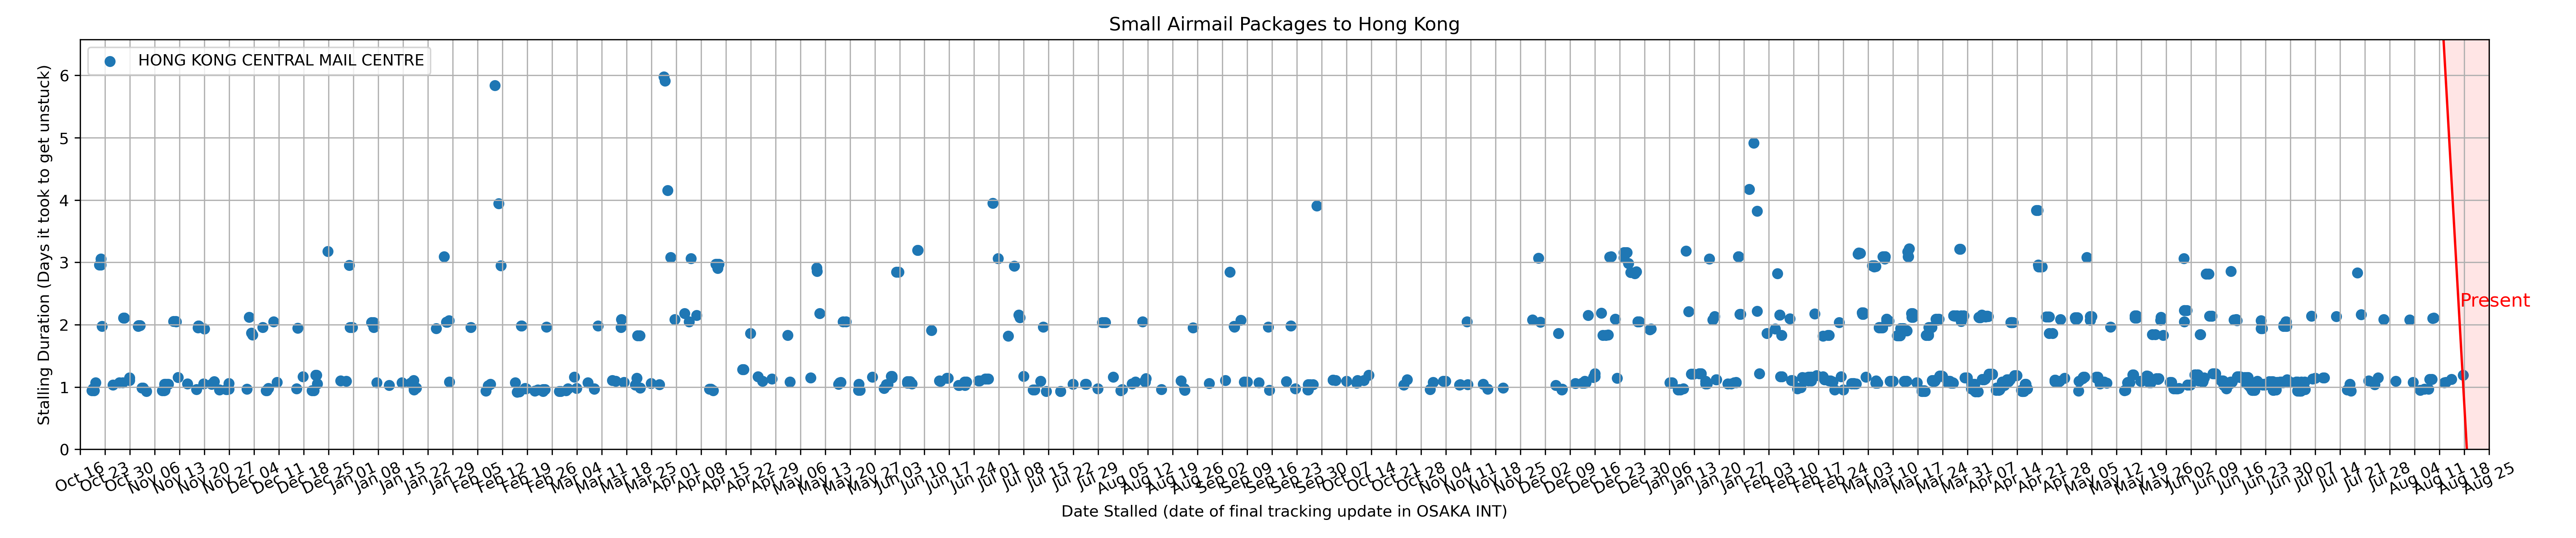 Small Airmail Packages to Hong Kong
HONG KONG CENTRAL MAIL CENTRE
Stalling Duration (Days it took to get unstuck)
6
5
4
3
2
1
0
Present
Oct 16 Oct 23 Oct 30 Nov 06 Nov 13 Nov 20 Nov 27 Dec 04 Dec 11 Dec 18 Dec 25 Jan 01 Jan 08 Jan 15 Jan 22 Jan 29 Feb 05 Feb 12 Feb 19 Feb 26 Mar 04 Mar 11 Mar 18 Mar 25 Apr 01 Apr 08 Apr 15 Apr 22 Apr 29 May 06 May 13 May 20 May 27 Jun 03 Jun 10 Jun 17 Jun 24 Jul 01 Jul 08 Jul 15 Jul 22 Jul 29 Aug 05 Aug 12 Aug 19 Aug 26 Sep 02 Sep 09 Sep 16 Sep 23 Sep 30 Oct 07 Oct 14 Oct 21 Oct 28 Nov 04 Nov 11 Nov 18 Nov 25 Dec 02 Dec 09 Dec 16 Dec 23 Dec 30 Jan 06 Jan 13 Jan 20 Jan 27 Feb 03 Feb 10 Feb 17 Feb 24 Mar 03 Mar 10 Mar 17 Mar 24 Mar 31 Apr 07 Apr 14 Apr 21 Apr 28 May 05 May 12 May 19 May 26 Jun 02 Jun 09 Jun 16 Jun 23 Jun 30 Jul 07 Jul 14 Jul 21 Jul 28 Aug 04 Aug 11 Aug 18 Aug 25
Date Stalled (date of final tracking update in OSAKA INT)